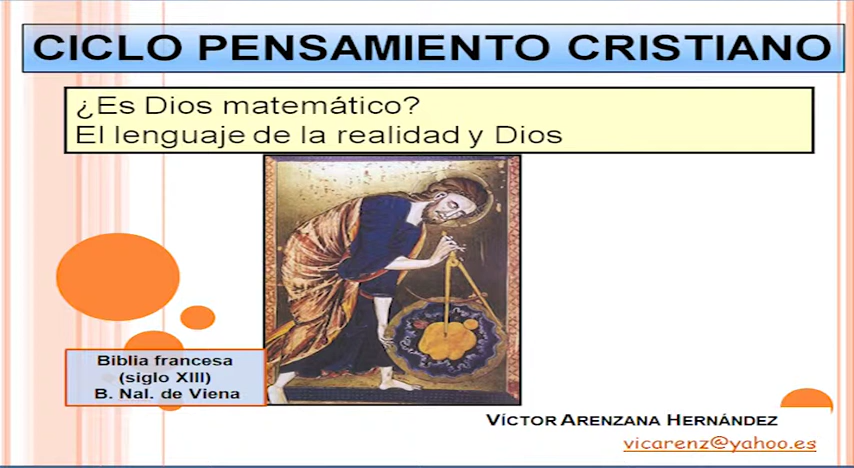 CICLO PENSAMIENTO CRISTIANO
¿Es Dios matemático?
El lenguaje de la realidad y Dios
Biblia francesa
(siglo XIII)
B. Nal. de Viena
VÍCTOR ARENZANA HERNÁNDEZ
vicarenz@yahoo.es